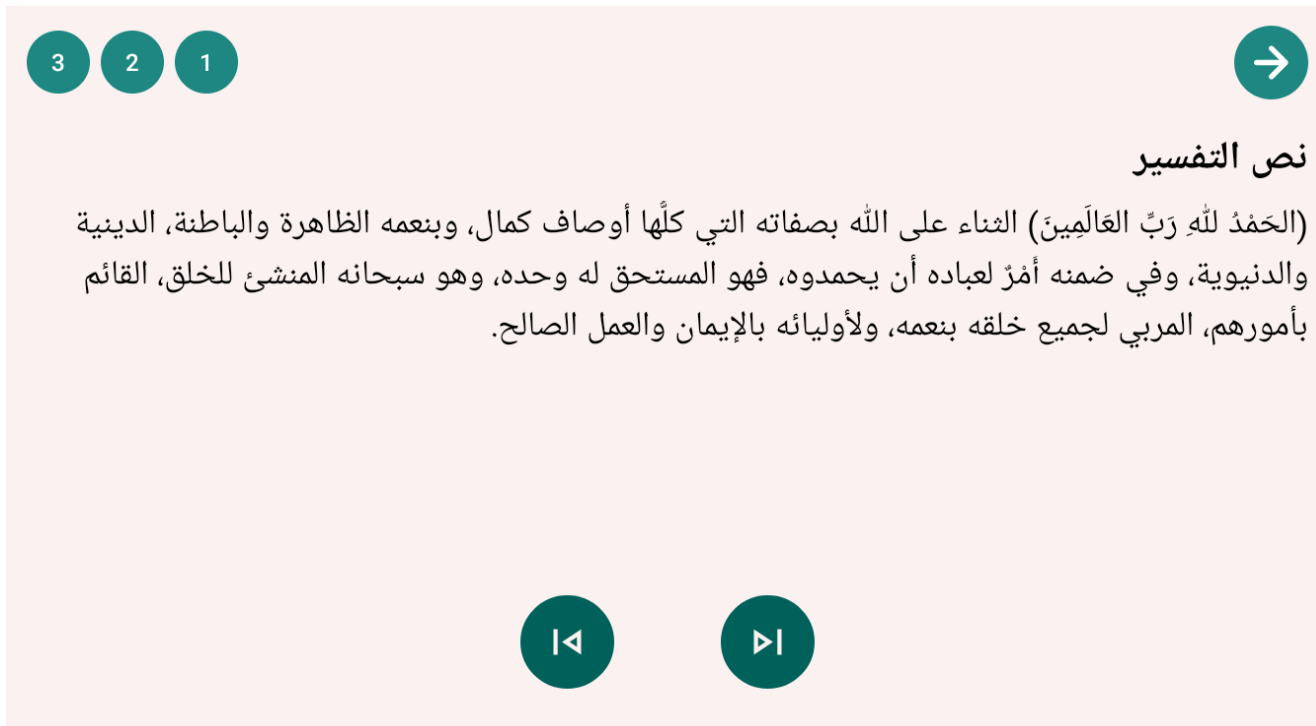 3 2 1
نص التفسير
(الحَمْدُ للّهِ رَبِّ العَالَمِينَ) الثناء على الله بصفاته التي كلَّها أوصاف كمال، وبنعمه الظاهرة والباطنة، الدينية
والدنيوية، وفي ضمنه أَمْرٌ لعباده أن يحمدوه، فهو المستحق له وحده، وهو سبحانه المنشئ للخلق، القائم
بأمورهم، المربي لجميع خلقه بنعمه، ولأوليائه بالإيمان والعمل الصالح.